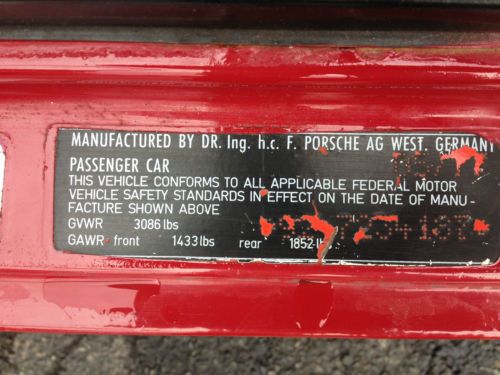 MANUFACTURED BY DR. Ing. h.c. F. PORSCHE AG WEST. GERMANY
PASSENGER CAR
THIS VEHICLE CONFORMS TO ALL APPLICABLE FEDERAL MOTOR
VEHICLE SAFETY STANDARDS IN EFFECT ON THE DATE OF MANU-
FACTURE SHOWN ABOVE
GVWR 3086 lbs
GAWR front 1433 lbs rear 1852 lb